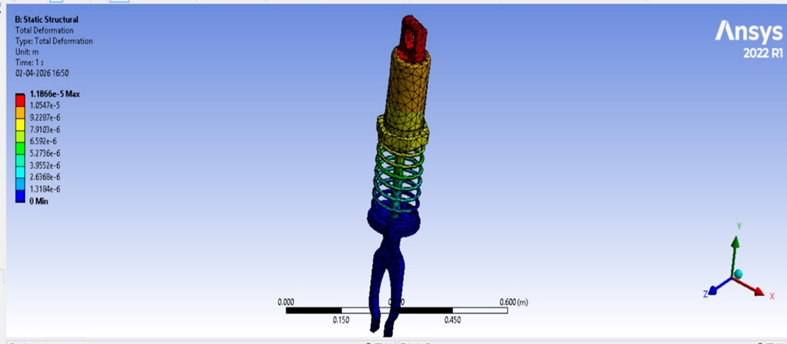 B: Static Structural
Total Deformation
Type: Total Deformation
Unit: m
Time: 1 s
02-04-2026 16:50
1.1866e-5 Max
1.0547e-5
9.2287e-6
7.9103e-6
6.592e-6
5.2736e-6
3.9552e-6
2.6368e-6
1.3184e-6
0 Min
Ansys
2022 R1
0.000
0.600 (m)
0.150
0.450
Y
Z
X